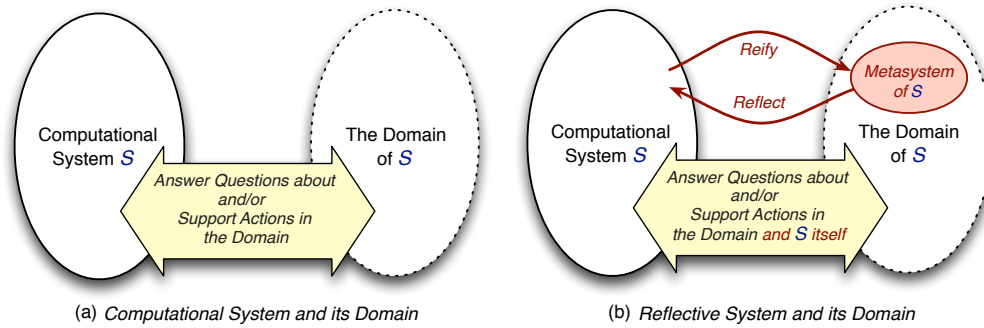 Computational
System S
The Domain
of S
Answer Questions about
and/or
Support Actions in
the Domain
(a) Computational System and its Domain
Reify
Reflect
Metasystem
of S
Computational
System S
The Domain
of S
Answer Questions about
and/or
Support Actions in
the Domain and S itself
(b) Reflective System and its Domain